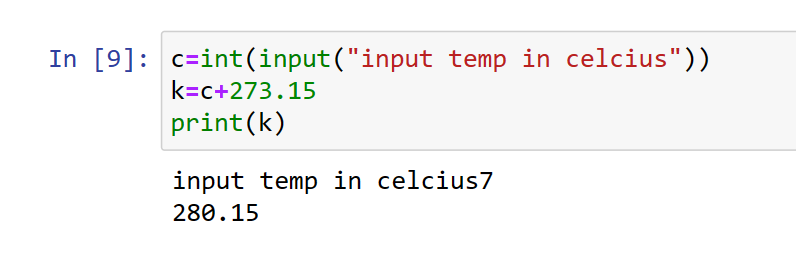 In [9]: c=int(input("input temp in celcius"))
k=c+273.15
print(k)
input temp in celcius7
280.15